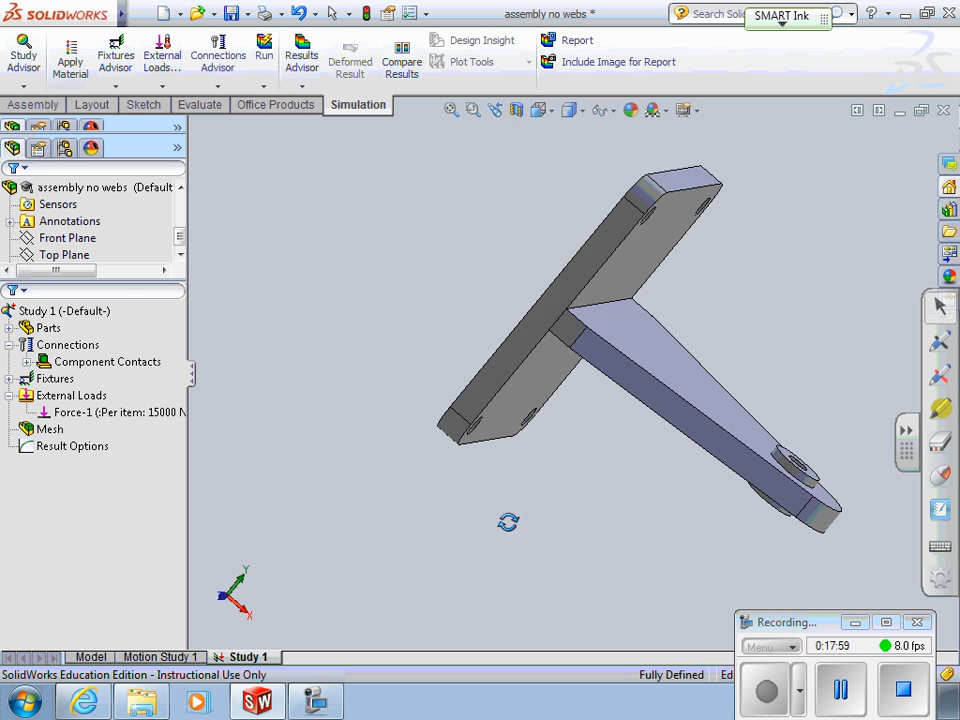 SOLIDWORKS
assembly no webs *
SMART Ink
Study Advisor
Apply Material
Fixtures Advisor
External Loads...
Connections Advisor
Run
Results Advisor
Deformed Result
Compare Results
Design Insight
Plot Tools
Report
Include Image for Report
Assembly
Layout
Sketch
Evaluate
Office Products
Simulation
assembly no webs (Default
Sensors
Annotations
Front Plane
Top Plane
Study 1 (-Default-)
Parts
Connections
Component Contacts
Fixtures
External Loads
Force-1 (:Per item: 15000 N
Mesh
Result Options
Y
X
Recording...
Menu
0:17:59
8.0 fps
Model
Motion Study 1
Study 1
SolidWorks Education Edition - Instructional Use Only
Fully Defined